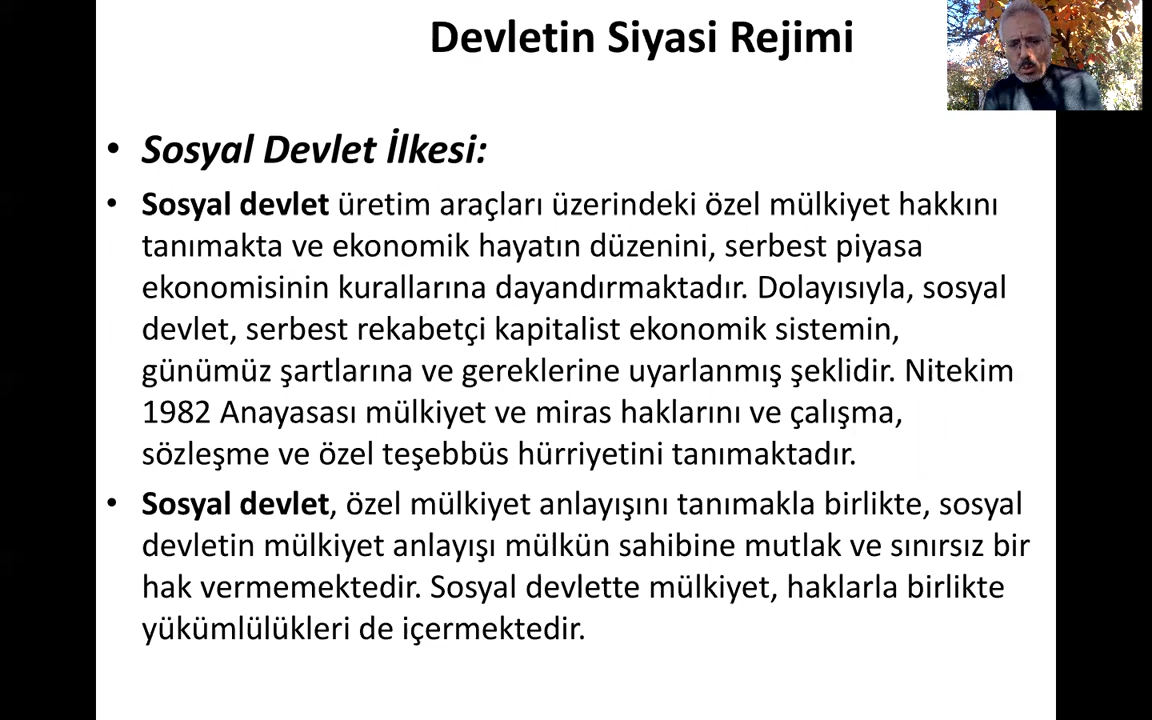 Devletin Siyasi Rejimi
• Sosyal Devlet İlkesi:
• Sosyal devlet üretim araçları üzerindeki özel mülkiyet hakkını
tanımakta ve ekonomik hayatın düzenini, serbest piyasa
ekonomisinin kurallarına dayandırmaktadır. Dolayısıyla, sosyal
devlet, serbest rekabetçi kapitalist ekonomik sistemin,
günümüz şartlarına ve gereklerine uyarlanmış şeklidir. Nitekim
1982 Anayasası mülkiyet ve miras haklarını ve çalışma,
sözleşme ve özel teşebbüs hürriyetini tanımaktadır.
• Sosyal devlet, özel mülkiyet anlayışını tanımakla birlikte, sosyal
devletin mülkiyet anlayışı mülkün sahibine mutlak ve sınırsız bir
hak vermemektedir. Sosyal devlette mülkiyet, haklarla birlikte
yükümlülükleri de içermektedir.